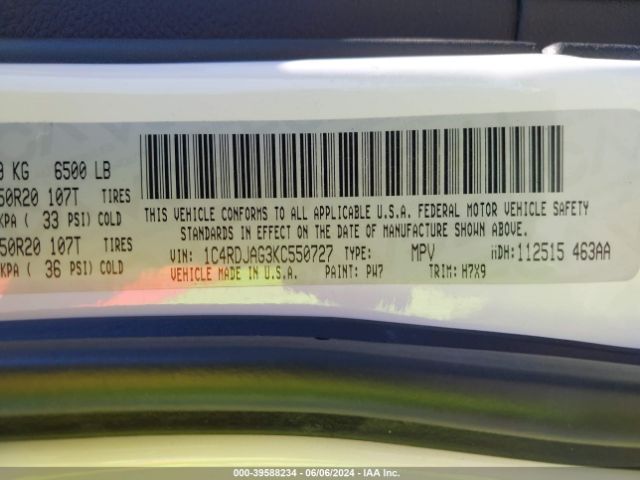 0 KG 6500 LB
50R20 107T TIRES
KPA ( 33 PSI) COLD
50R20 107T TIRES
KPA ( 36 PSI) COLD
THIS VEHICLE CONFORMS TO ALL APPLICABLE U.S.A. FEDERAL MOTOR VEHICLE SAFETY
STANDARDS IN EFFECT ON THE DATE OF MANUFACTURE SHOWN ABOVE.
VIN: 1C4RDJAG3KC550727 TYPE: MPV MDH:112515 463AA
VEHICLE MADE IN U.S.A. PAINT: PW7 TRIM: H7X9
000-39588234 | 06/06/2024 - IAA Inc.